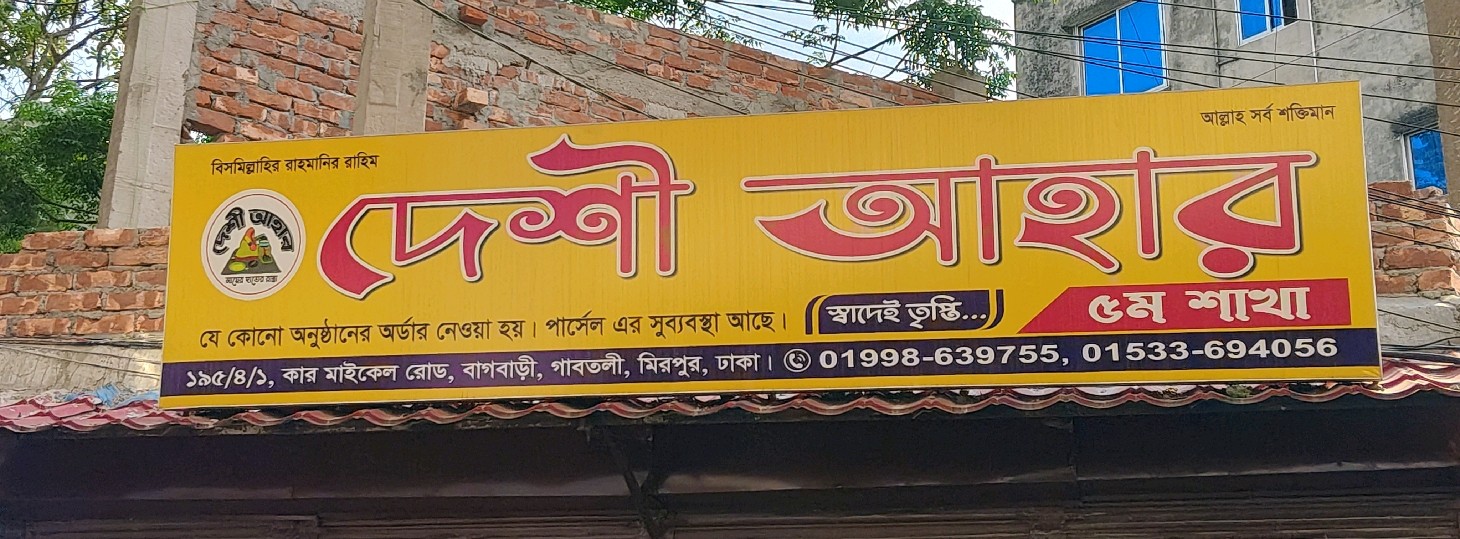 বিসমিল্লাহির রাহমানির রাহিম
আল্লাহ সর্ব শক্তিমান
দেশী আহার
মায়ের হাতের রান্না
দেশী আহার
৫ম শাখা
স্বাদেই তৃপ্তি...
যে কোনো অনুষ্ঠানের অর্ডার নেওয়া হয়। পার্সেল এর সুব্যবস্থা আছে।
১৯৫/৪/১, কার মাইকেল রোড, বাগবাড়ী, গাবতলী, মিরপুর, ঢাকা। 01998-639755, 01533-694056